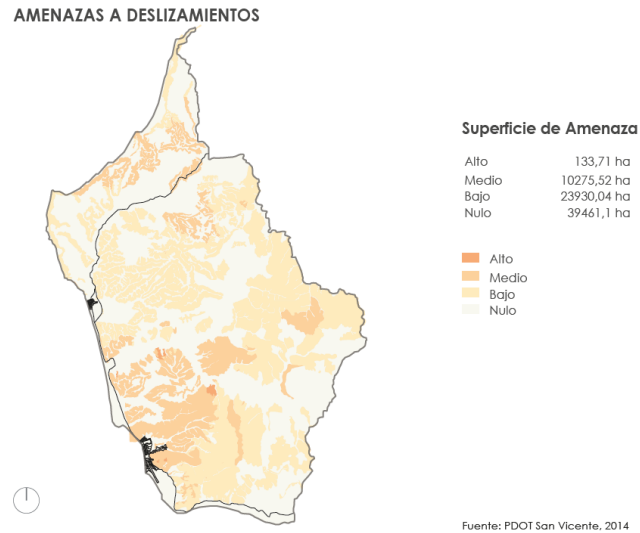 AMENAZAS A DESLIZAMIENTOS
Superficie de Amenaza
Alto 133,71 ha
Medio 10275,52 ha
Bajo 23930,04 ha
Nulo 39461,1 ha
Alto
Medio
Bajo
Nulo
Fuente: PDOT San Vicente, 2014